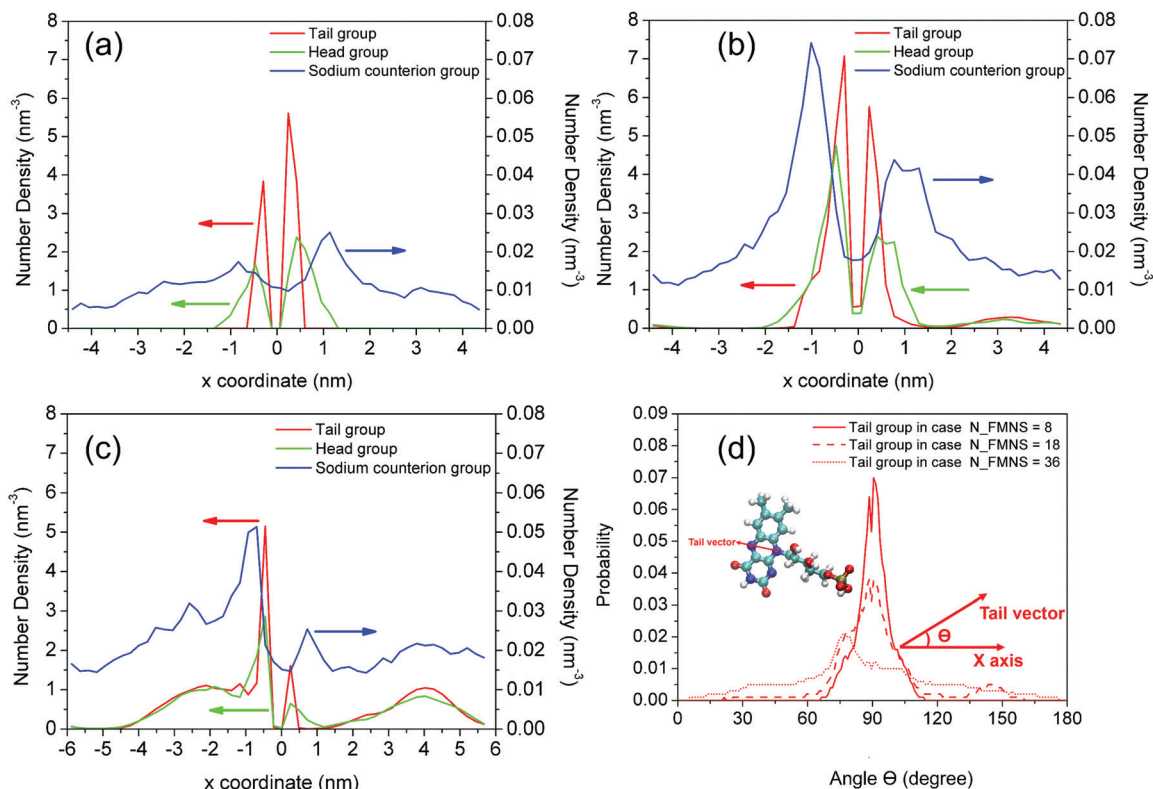 (a)
Tail group
Head group
Sodium counterion group
Number Density (nm⁻³)
8
7
6
5
4
3
2
1
0
0.08
0.07
0.06
0.05
0.04
0.03
0.02
0.01
0.00
Number Density (nm⁻³)
-4 -3 -2 -1 0 1 2 3 4
x coordinate (nm)
(b)
Tail group
Head group
Sodium counterion group
Number Density (nm⁻³)
8
7
6
5
4
3
2
1
0
0.08
0.07
0.06
0.05
0.04
0.03
0.02
0.01
0.00
Number Density (nm⁻³)
-4 -3 -2 -1 0 1 2 3 4
x coordinate (nm)
(c)
Tail group
Head group
Sodium counterion group
Number Density (nm⁻³)
8
7
6
5
4
3
2
1
0
0.08
0.07
0.06
0.05
0.04
0.03
0.02
0.01
0.00
Number Density (nm⁻³)
-6 -5 -4 -3 -2 -1 0 1 2 3 4 5 6
x coordinate (nm)
(d)
Tail group in case N_FMNS = 8
Tail group in case N_FMNS = 18
Tail group in case N_FMNS = 36
Probability
0.09
0.08
0.07
0.06
0.05
0.04
0.03
0.02
0.01
0.00
Tail vector
Tail vector
Θ
X axis
0 30 60 90 120 150 180
Angle Θ (degree)